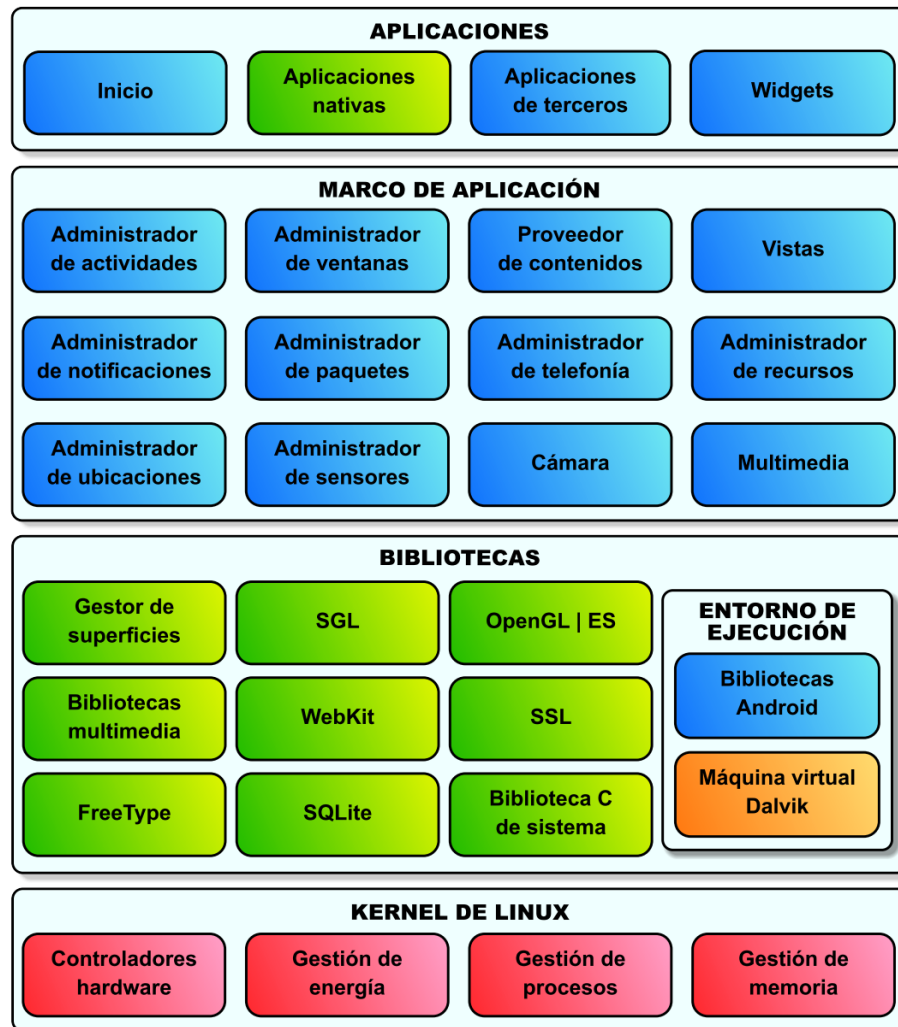 APLICACIONES
Inicio
Aplicaciones
nativas
Aplicaciones
de terceros
Widgets
MARCO DE APLICACIÓN
Administrador
de actividades
Administrador
de ventanas
Proveedor
de contenidos
Vistas
Administrador
de notificaciones
Administrador
de paquetes
Administrador
de telefonía
Administrador
de recursos
Administrador
de ubicaciones
Administrador
de sensores
Cámara
Multimedia
BIBLIOTECAS
Gestor de
superficies
SGL
OpenGL | ES
Bibliotecas
multimedia
WebKit
SSL
FreeType
SQLite
Biblioteca C
de sistema
ENTORNO DE
EJECUCIÓN
Bibliotecas
Android
Máquina virtual
Dalvik
KERNEL DE LINUX
Controladores
hardware
Gestión de
energía
Gestión de
procesos
Gestión de
memoria